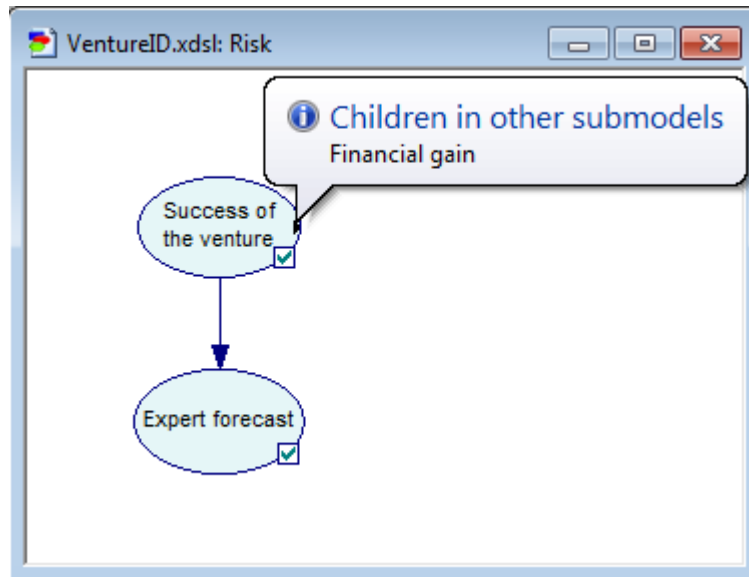 VentureID.xdsl: Risk
Children in other submodels
Financial gain
Success of
the venture
Expert forecast